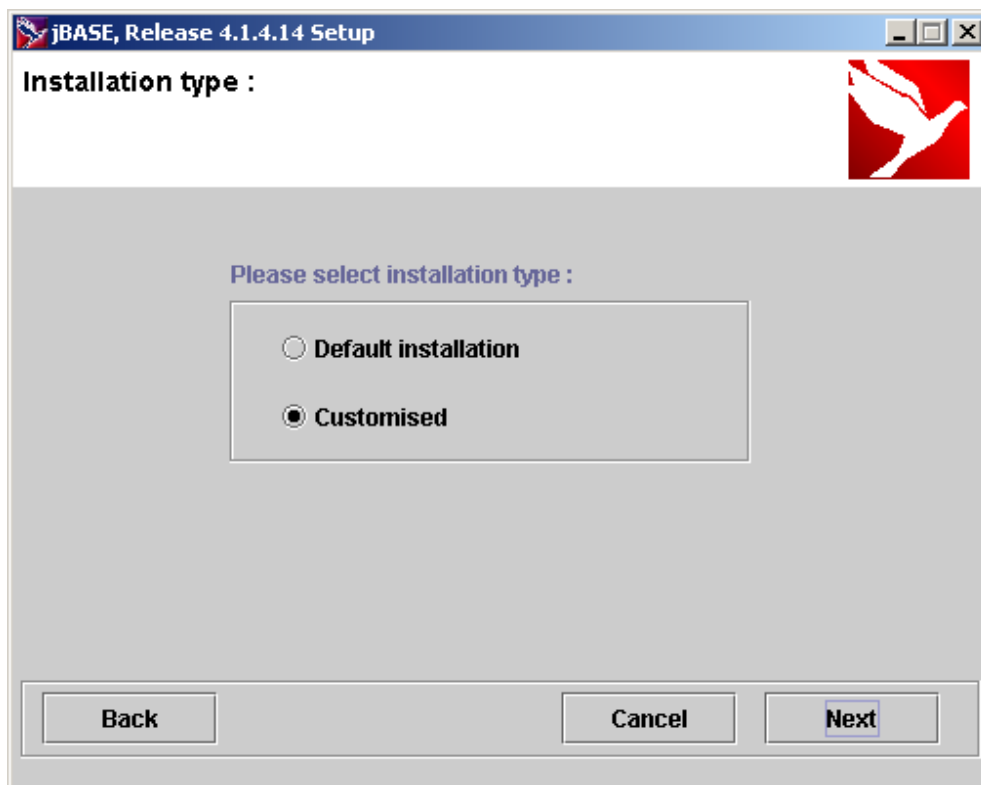 jBASE, Release 4.1.4.14 Setup
Installation type :
Please select installation type :
Default installation
Customised
Back
Cancel
Next